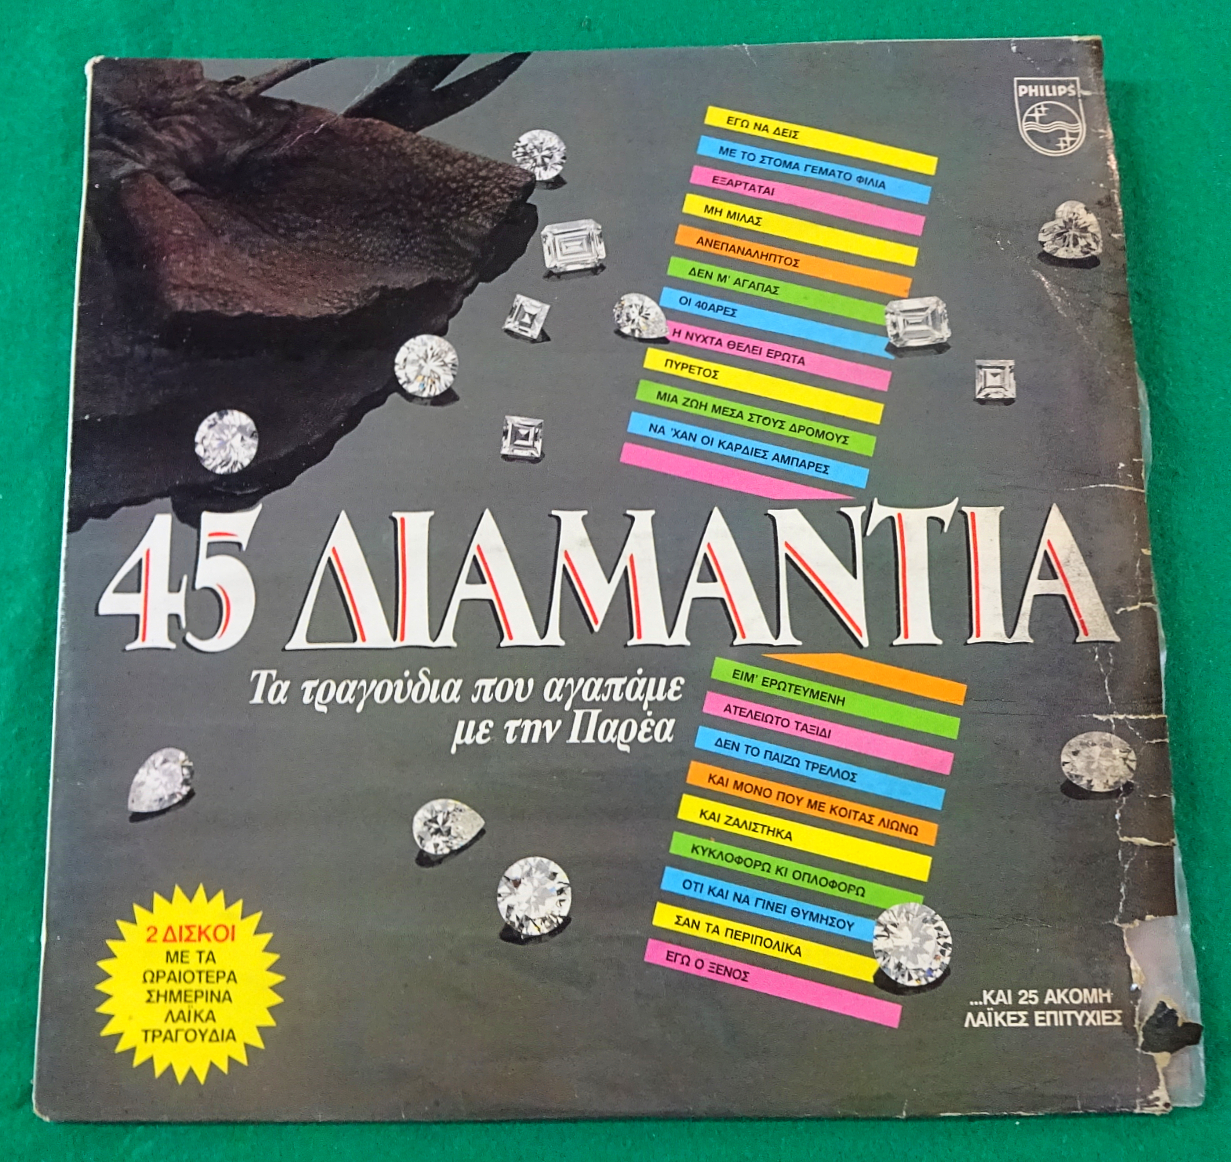 PHILIPS
ΕΓΩ ΝΑ ΔΕΙΣ
ΜΕ ΤΟ ΣΤΟΜΑ ΓΕΜΑΤΟ ΦΙΛΙΑ
ΕΞΑΡΤΑΤΑΙ
ΜΗ ΜΙΛΑΣ
ΑΝΕΠΑΝΑΛΗΠΤΟΣ
ΔΕΝ Μ' ΑΓΑΠΑΣ
ΟΙ 40ΑΡΕΣ
Η ΝΥΧΤΑ ΘΕΛΕΙ ΕΡΩΤΑ
ΠΥΡΕΤΟΣ
ΜΙΑ ΖΩΗ ΜΕΣΑ ΣΤΟΥΣ ΔΡΟΜΟΥΣ
ΝΑ 'ΧΑΝ ΟΙ ΚΑΡΔΙΕΣ ΑΜΠΑΡΕΣ
45 ΔΙΑΜΑΝΤΙΑ
Τα τραγούδια που αγαπάμε
με την Παρέα
ΕΙΜ' ΕΡΩΤΕΥΜΕΝΗ
ΑΤΕΛΕΙΩΤΟ ΤΑΞΙΔΙ
ΔΕΝ ΤΟ ΠΑΙΖΩ ΤΡΕΛΛΟΣ
ΚΑΙ ΜΟΝΟ ΠΟΥ ΜΕ ΚΟΙΤΑΣ ΛΙΩΝΩ
ΚΑΙ ΖΑΛΙΣΤΗΚΑ
ΚΥΚΛΟΦΟΡΩ ΚΙ ΟΠΛΟΦΟΡΩ
ΟΤΙ ΚΑΙ ΝΑ ΓΙΝΕΙ ΘΥΜΗΣΟΥ
ΣΑΝ ΤΑ ΠΕΡΙΠΟΛΙΚΑ
ΕΓΩ Ο ΞΕΝΟΣ
2 ΔΙΣΚΟΙ
ΜΕ ΤΑ
ΩΡΑΙΟΤΕΡΑ
ΣΗΜΕΡΙΝΑ
ΛΑΪΚΑ
ΤΡΑΓΟΥΔΙΑ
...ΚΑΙ 25 ΑΚΟΜΗ
ΛΑΪΚΕΣ ΕΠΙΤΥΧΙΕΣ